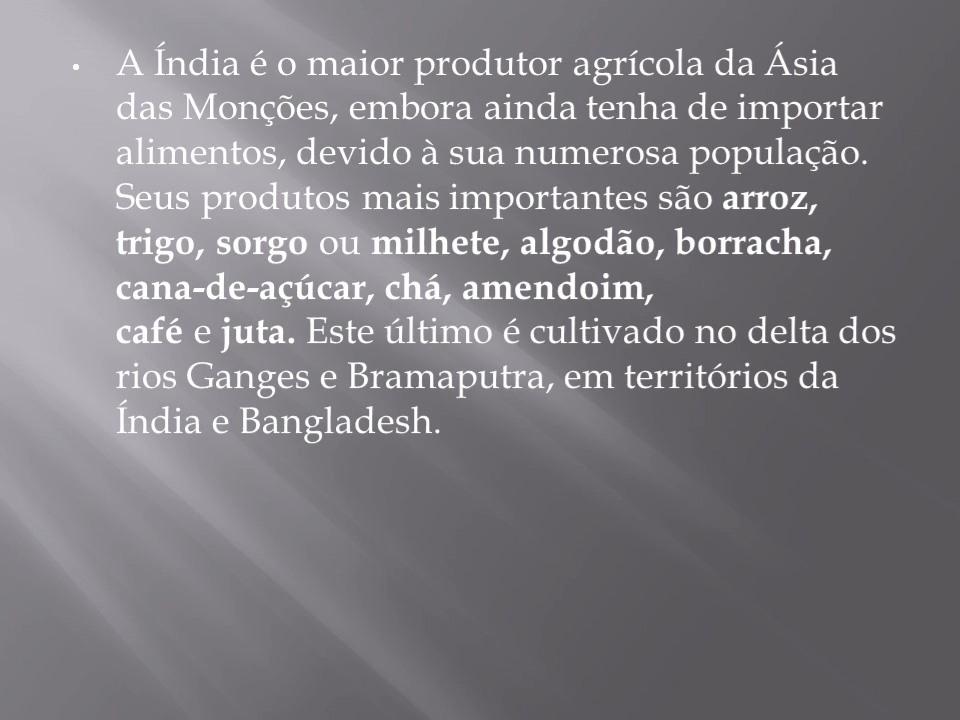 • A Índia é o maior produtor agrícola da Ásia
das Monções, embora ainda tenha de importar
alimentos, devido à sua numerosa população.
Seus produtos mais importantes são arroz,
trigo, sorgo ou milhete, algodão, borracha,
cana-de-açúcar, chá, amendoim,
café e juta. Este último é cultivado no delta dos
rios Ganges e Bramaputra, em territórios da
Índia e Bangladesh.